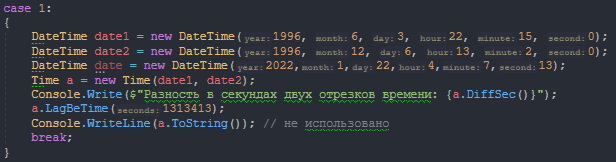 case 1:
{
DateTime date1 = new DateTime(year:1996, month: 6, day: 3, hour: 22, minute: 15, second: 0);
DateTime date2 = new DateTime(year:1996, month: 12, day: 6, hour: 13, minute: 2, second: 0);
DateTime date = new DateTime(year:2022,month:1,day:22,hour:4,minute:7,second:13);
Time a = new Time(date1, date2);
Console.Write($"Разность в секундах двух отрезков времени: {a.DiffSec()}");
a.LagBeTime(seconds:1313413);
Console.WriteLine(a.ToString()); // не использовано
break;
}